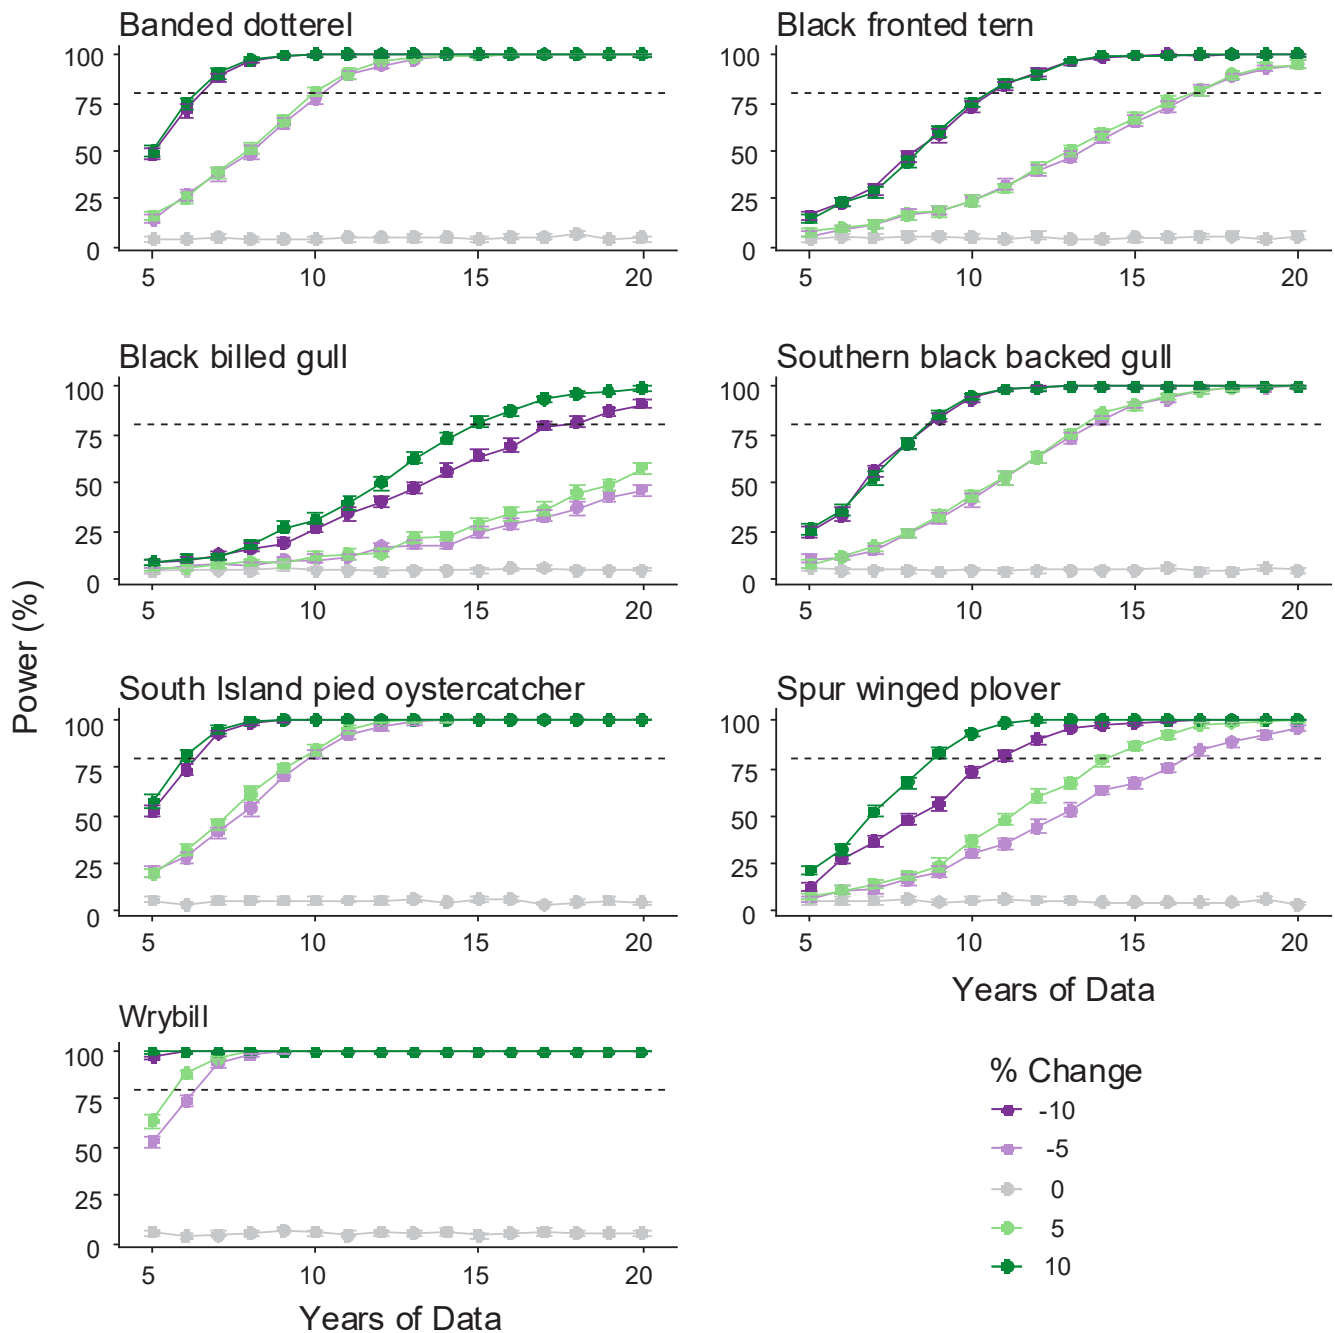 Banded dotterel
100
75
50
25
0
5 10 15 20
Black fronted tern
100
75
50
25
0
5 10 15 20
Black billed gull
100
75
50
25
0
5 10 15 20
Southern black backed gull
100
75
50
25
0
5 10 15 20
Power (%)
South Island pied oystercatcher
100
75
50
25
0
5 10 15 20
Spur winged plover
100
75
50
25
0
5 10 15 20
Years of Data
Wrybill
100
75
50
25
0
5 10 15 20
Years of Data
% Change
-10
-5
0
5
10